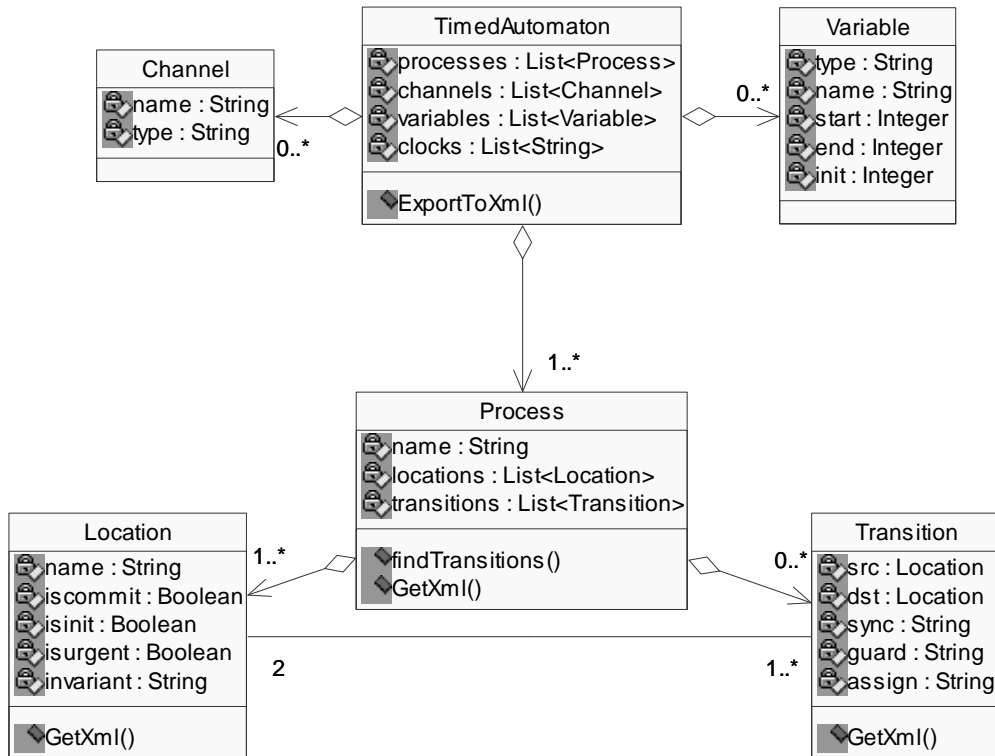 TimedAutomaton
processes : List<Process>
channels : List<Channel>
variables : List<Variable>
clocks : List<String>
ExportToXml()
Channel
name : String
type : String
0..*
Variable
type : String
name : String
start : Integer
end : Integer
init : Integer
0..*
1..*
Process
name : String
locations : List<Location>
transitions : List<Transition>
findTransitions()
GetXml()
Location
name : String
iscommit : Boolean
isinit : Boolean
isurgent : Boolean
invariant : String
GetXml()
1..*
0..*
2
1..*
Transition
src : Location
dst : Location
sync : String
guard : String
assign : String
GetXml()